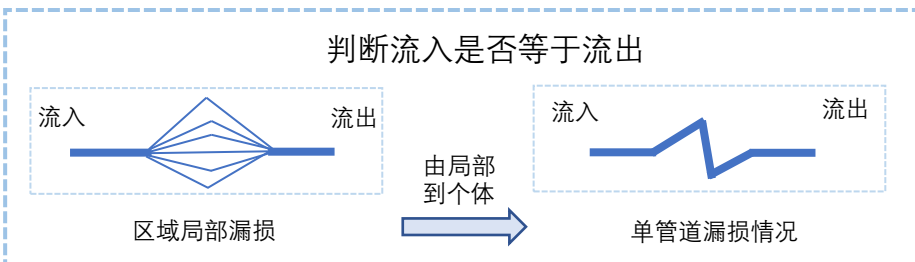 判断流入是否等于流出
流入
流出
区域局部漏损
由局部
到个体
流入
流出
单管道漏损情况